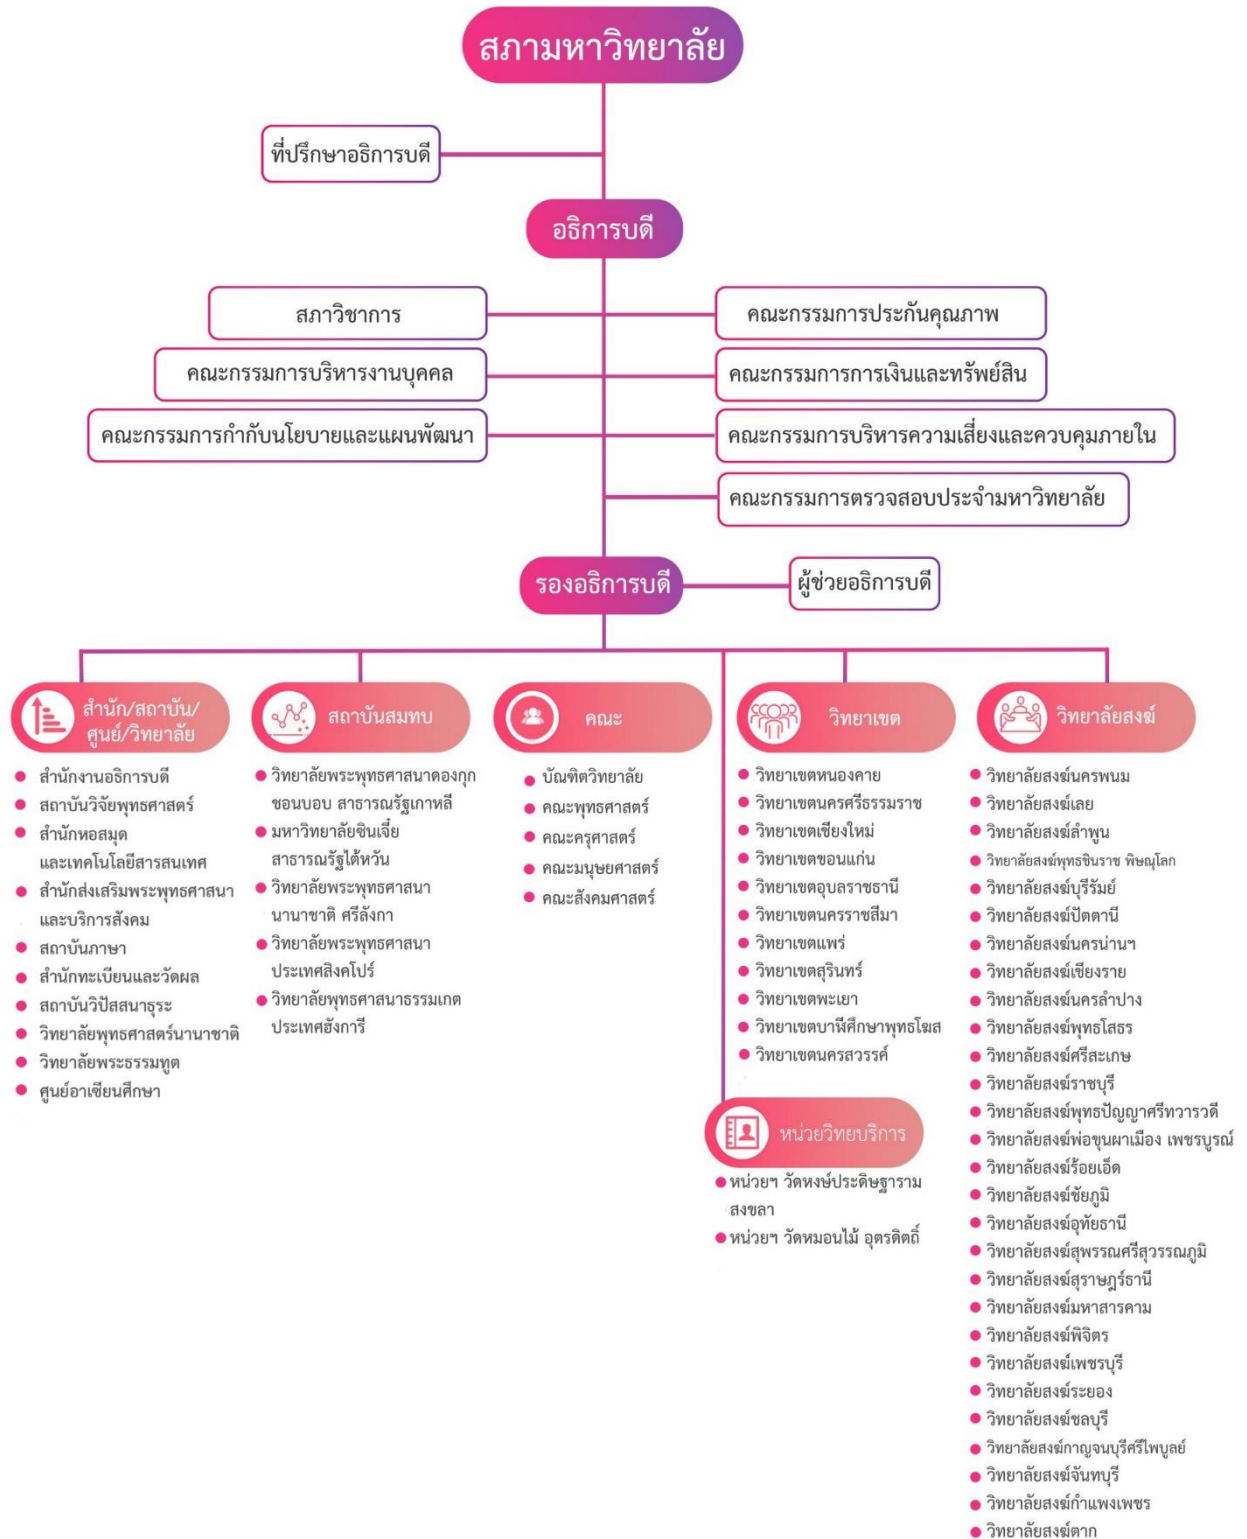 สภามหาวิทยาลัย
ที่ปรึกษาอธิการบดี
อธิการบดี
สภาวิชาการ
คณะกรรมการประกันคุณภาพ
คณะกรรมการบริหารงานบุคคล
คณะกรรมการการเงินและทรัพย์สิน
คณะกรรมการกำกับนโยบายและแผนพัฒนา
คณะกรรมการบริหารความเสี่ยงและควบคุมภายใน
คณะกรรมการตรวจสอบประจำมหาวิทยาลัย
รองอธิการบดี
ผู้ช่วยอธิการบดี
สำนัก/สถาบัน/
ศูนย์/วิทยาลัย
สำนักงานอธิการบดี
สถาบันวิจัยพุทธศาสตร์
สำนักหอสมุด
และเทคโนโลยีสารสนเทศ
สำนักส่งเสริมพระพุทธศาสนา
และบริการสังคม
สถาบันภาษา
สำนักทะเบียนและวัดผล
สถาบันวิปัสสนาธุระ
วิทยาลัยพุทธศาสตร์นานาชาติ
วิทยาลัยพระธรรมทูต
ศูนย์อาเซียนศึกษา
สถาบันสมทบ
วิทยาลัยพระพุทธศาสนาดองกุก
ชอนบอบ สาธารณรัฐเกาหลี
มหาวิทยาลัยซินเจี๋ย
สาธารณรัฐไต้หวัน
วิทยาลัยพระพุทธศาสนา
นานาชาติ ศรีลังกา
วิทยาลัยพระพุทธศาสนา
ประเทศสิงคโปร์
วิทยาลัยพุทธศาสนาธรรมเกต
ประเทศฮังการี
คณะ
บัณฑิตวิทยาลัย
คณะพุทธศาสตร์
คณะครุศาสตร์
คณะมนุษยศาสตร์
คณะสังคมศาสตร์
วิทยาเขต
วิทยาเขตหนองคาย
วิทยาเขตนครศรีธรรมราช
วิทยาเขตเชียงใหม่
วิทยาเขตขอนแก่น
วิทยาเขตอุบลราชธานี
วิทยาเขตนครราชสีมา
วิทยาเขตแพร่
วิทยาเขตสุรินทร์
วิทยาเขตพะเยา
วิทยาเขตบาฬีศึกษาพุทธโฆส
วิทยาเขตนครสวรรค์
หน่วยวิทยบริการ
หน่วยฯ วัดหงษ์ประดิษฐาราม
สงขลา
หน่วยฯ วัดหมอนไม้ อุตรดิตถิ์
วิทยาลัยสงฆ์
วิทยาลัยสงฆ์นครพนม
วิทยาลัยสงฆ์เลย
วิทยาลัยสงฆ์ลำพูน
วิทยาลัยสงฆ์พุทธชินราช พิษณุโลก
วิทยาลัยสงฆ์บุรีรัมย์
วิทยาลัยสงฆ์ปัตตานี
วิทยาลัยสงฆ์นครน่านฯ
วิทยาลัยสงฆ์เชียงราย
วิทยาลัยสงฆ์นครลำปาง
วิทยาลัยสงฆ์พุทธโสธร
วิทยาลัยสงฆ์ศรีสะเกษ
วิทยาลัยสงฆ์ราชบุรี
วิทยาลัยสงฆ์พุทธปัญญาศรีทวารวดี
วิทยาลัยสงฆ์พ่อขุนผาเมือง เพชรบูรณ์
วิทยาลัยสงฆ์ร้อยเอ็ด
วิทยาลัยสงฆ์ชัยภูมิ
วิทยาลัยสงฆ์อุทัยธานี
วิทยาลัยสงฆ์สุพรรณศรีสุวรรณภูมิ
วิทยาลัยสงฆ์สุราษฎร์ธานี
วิทยาลัยสงฆ์มหาสารคาม
วิทยาลัยสงฆ์พิจิตร
วิทยาลัยสงฆ์เพชรบุรี
วิทยาลัยสงฆ์ระยอง
วิทยาลัยสงฆ์ชลบุรี
วิทยาลัยสงฆ์กาญจนบุรีศรีไพบูลย์
วิทยาลัยสงฆ์จันทบุรี
วิทยาลัยสงฆ์กำแพงเพชร
วิทยาลัยสงฆ์ตาก